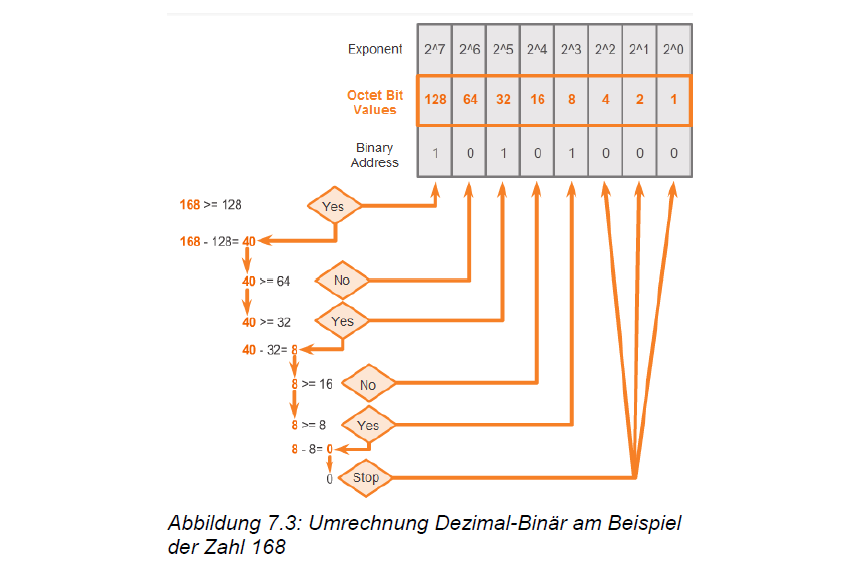 Exponent 2^7 2^6 2^5 2^4 2^3 2^2 2^1 2^0
Octet Bit
Values 128 64 32 16 8 4 2 1
Binary
Address 1 0 1 0 1 0 0 0
168 >= 128 Yes
168 - 128= 40
40 >= 64 No
40 >= 32 Yes
40 - 32= 8
8 >= 16 No
8 >= 8 Yes
8 - 8= 0
0 Stop
Abbildung 7.3: Umrechnung Dezimal-Binär am Beispiel
der Zahl 168